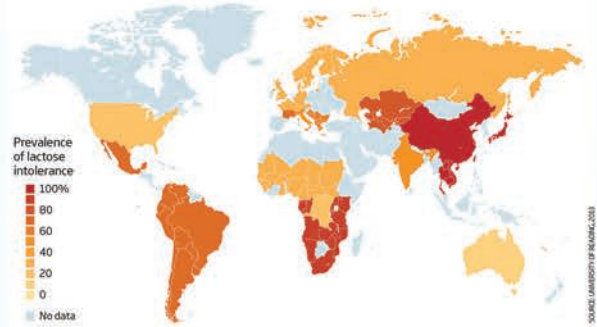 Prevalence
of lactose
intolerance
100%
80
60
40
20
0
No data
SOURCE: UNIVERSITY OF READING, 2013